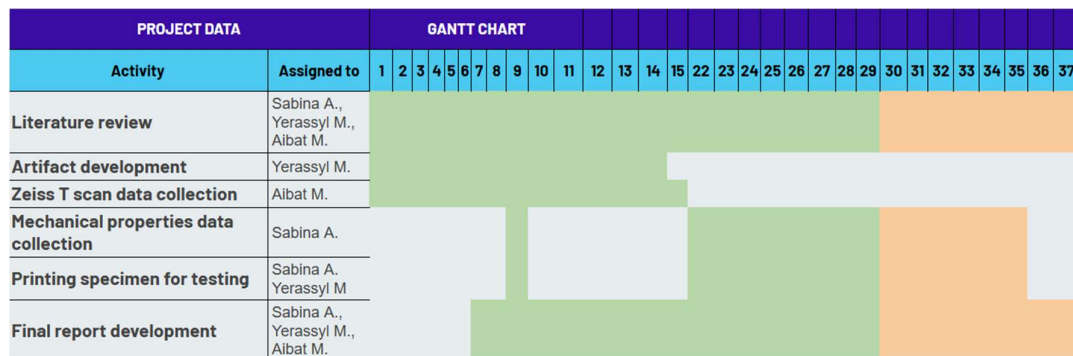 PROJECT DATA GANTT CHART
Activity Assigned to 1 2 3 4 5 6 7 8 9 10 11 12 13 14 15 22 23 24 25 26 27 28 29 30 31 32 33 34 35 36 37
Literature review
Sabina A.,
Yerassyl M.,
Aibat M.
Artifact development Yerassyl M.
Zeiss T scan data collection Aibat M.
Mechanical properties data
collection
Sabina A.
Printing specimen for testing
Sabina A.
Yerassyl M
Final report development
Sabina A.,
Yerassyl M.,
Aibat M.